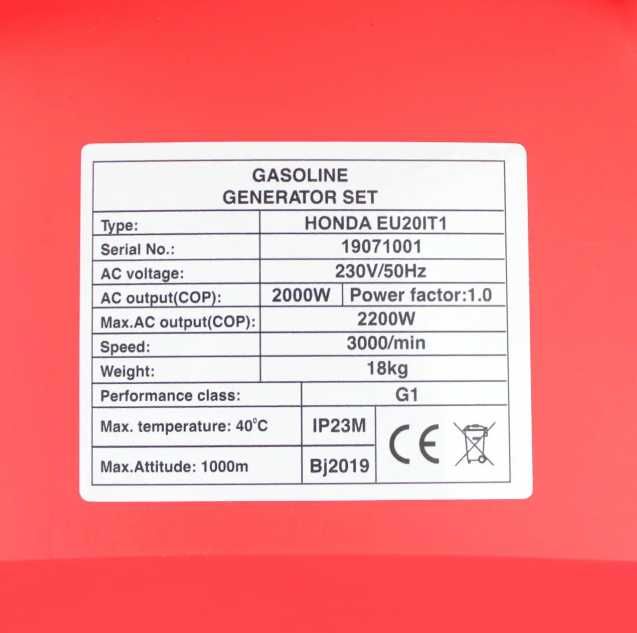 GASOLINE
GENERATOR SET
Type: HONDA EU20IT1
Serial No.: 19071001
AC voltage: 230V/50Hz
AC output(COP): 2000W Power factor:1.0
Max.AC output(COP): 2200W
Speed: 3000/min
Weight: 18kg
Performance class: G1
Max. temperature: 40°C IP23M
Max.Attitude: 1000m Bj2019
CE